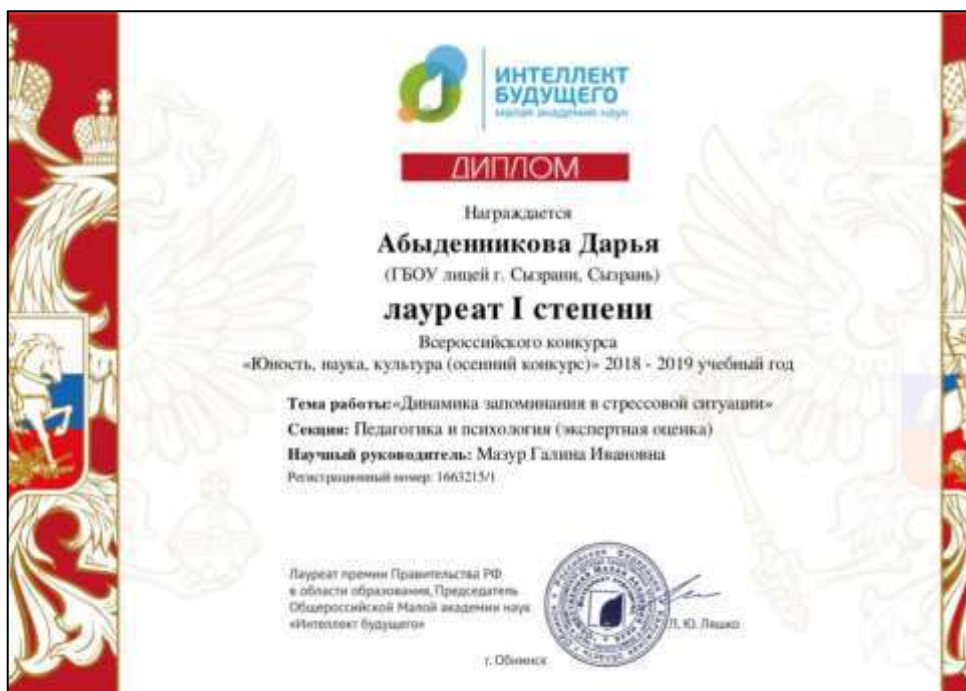 ИНТЕЛЛЕКТ
БУДУЩЕГО
малая академия наук
ДИПЛОМ
Награждается
Абыденникова Дарья
(ГБОУ лицей г. Сызрани, Сызрань)
лауреат I степени
Всероссийского конкурса
«Юность, наука, культура (осенний конкурс)» 2018 - 2019 учебный год
Тема работы:«Динамика запоминания в стрессовой ситуации»
Секция: Педагогика и психология (экспертная оценка)
Научный руководитель: Мазур Галина Ивановна
Регистрационный номер: 1663215/1
Лауреат премии Правительства РФ
в области образования, Председатель
Общероссийской Малой академии наук
«Интеллект будущего»
Л. Ю. Ляшко
г. Обнинск